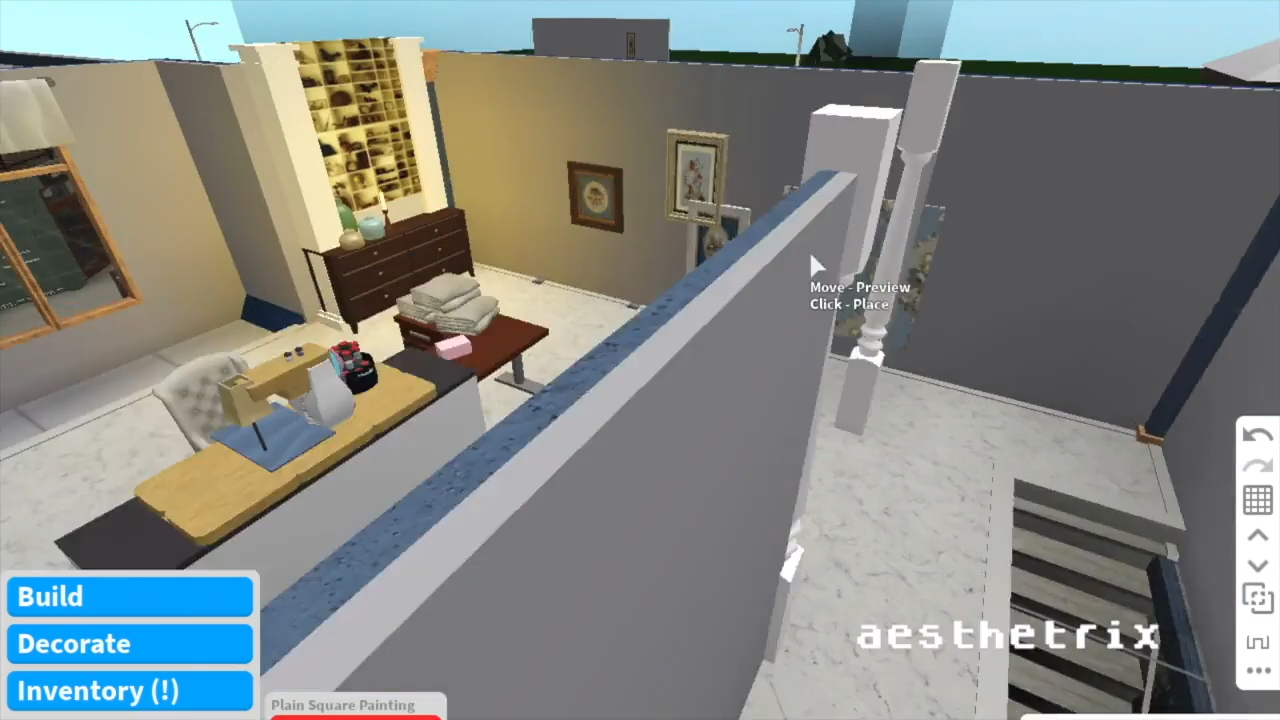 Move - Preview
Click - Place
Build
aesthetrix
Decorate
Inventory (!)
Plain Square Painting